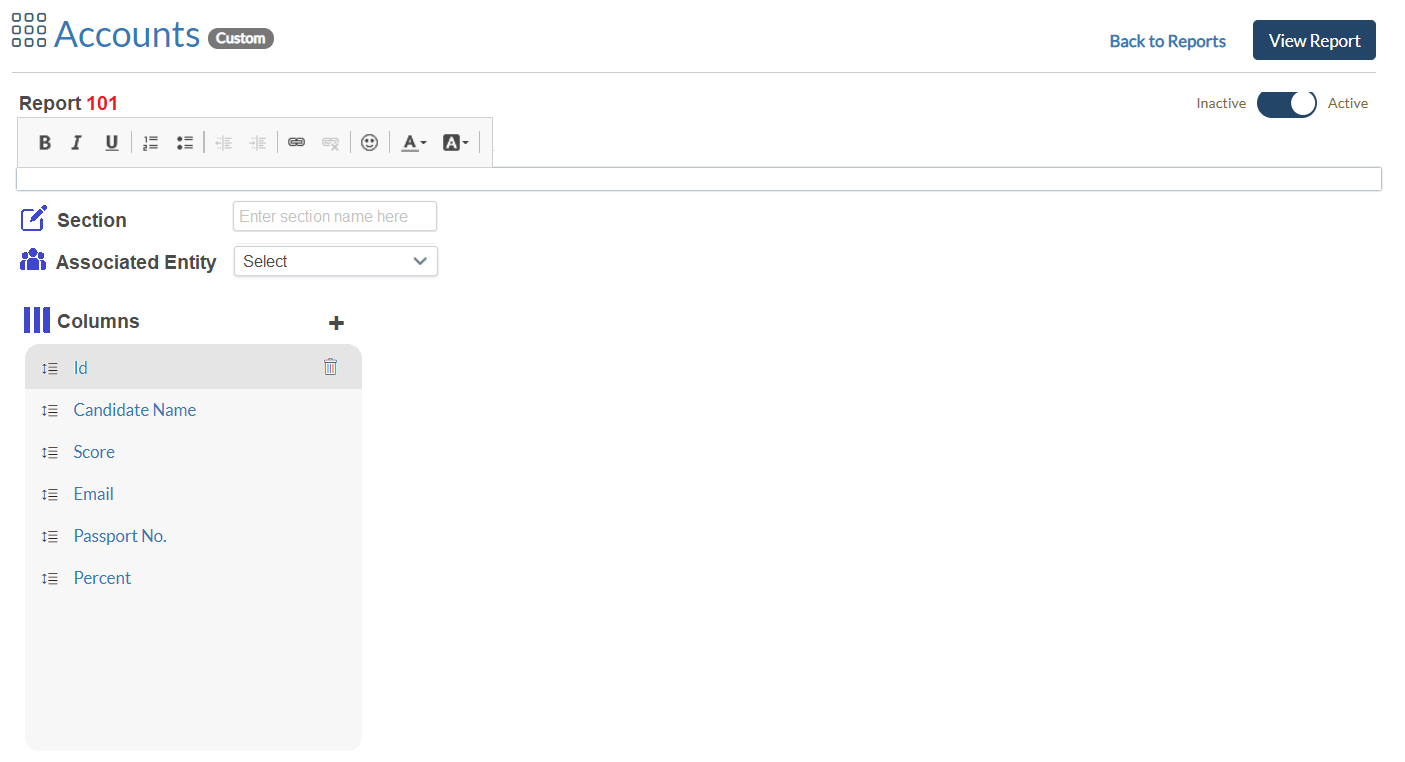 Accounts Custom
Back to Reports
View Report
Report 101
Inactive
Active
B I U A A
Section
Enter section name here
Associated Entity
Select
Columns
Id
Candidate Name
Score
Email
Passport No.
Percent